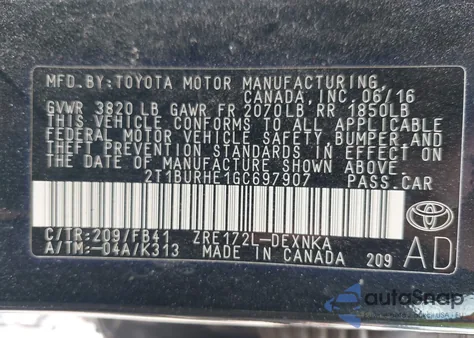 MFD.BY:TOYOTA MOTOR MANUFACTURING,
CANADA, INC. 06/16
GVWR 3820 LB GAWR FR 2070LB RR 1850LB
THIS VEHICLE CONFORMS TO ALL APPLICABLE
FEDERAL MOTOR VEHICLE SAFETY, BUMPER, AND
THEFT PREVENTION STANDARDS IN EFFECT ON
THE DATE OF MANUFACTURE SHOWN ABOVE.
2T1BURHE1GC697907 PASS.CAR
C/TR:209/FB41 ZRE172L-DEXNKA
A/TM:-04A/K313 MADE IN CANADA 209
TOYOTA
AD
autoSnap